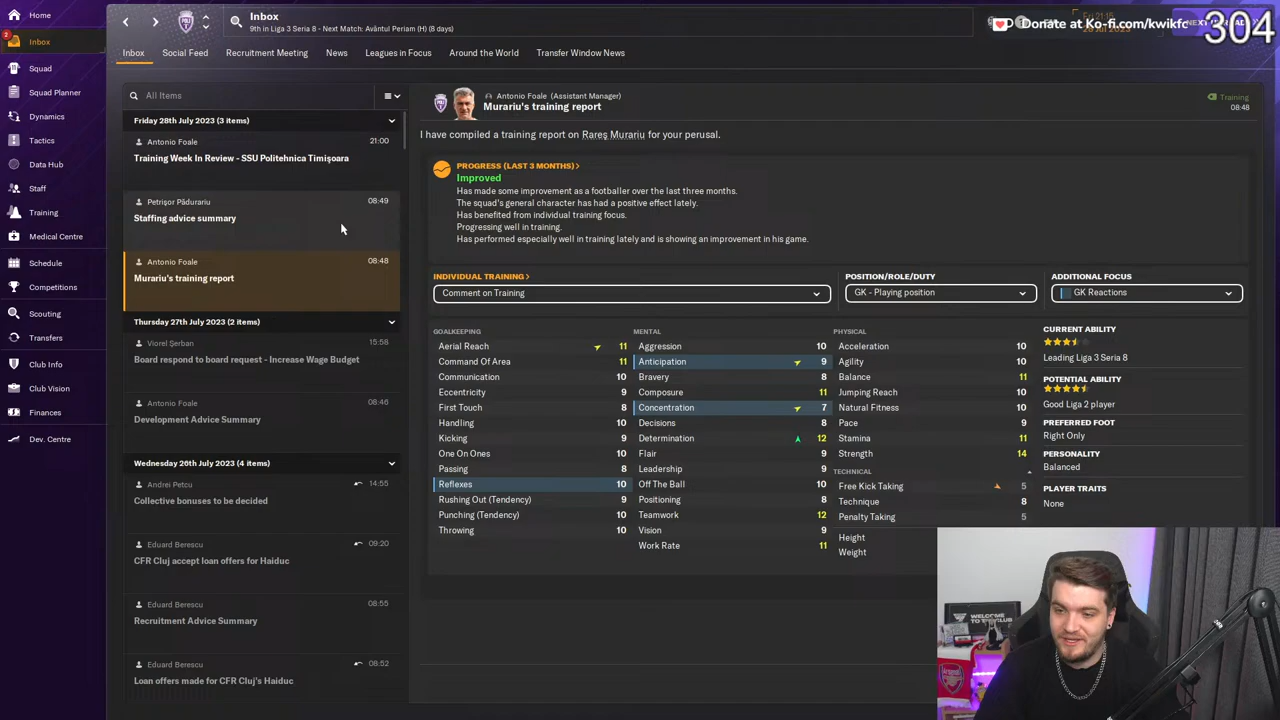 Home
2
Inbox
Squad
Squad Planner
Dynamics
Tactics
Data Hub
Staff
Training
Medical Centre
Schedule
Competitions
Scouting
Transfers
Club Info
Club Vision
Finances
Dev. Centre
POLI
Inbox
9th in Liga 3 Seria 8 - Next Match: Avântul Periam (H) (8 days)
Donate at Ko-fi.com/kwikfc
304
Inbox
Social Feed
Recruitment Meeting
News
Leagues in Focus
Around the World
Transfer Window News
All Items
Friday 28th July 2023 (3 items)
Antonio Foale
21:00
Training Week In Review - SSU Politehnica Timişoara
Petrişor Pădurariu
08:49
Staffing advice summary
Antonio Foale
08:48
Murariu's training report
Thursday 27th July 2023 (2 items)
Viorel Şerban
15:58
Board respond to board request - Increase Wage Budget
Antonio Foale
08:46
Development Advice Summary
Wednesday 26th July 2023 (4 items)
Andrei Petcu
14:55
Collective bonuses to be decided
Eduard Berescu
09:20
CFR Cluj accept loan offers for Haiduc
Eduard Berescu
08:55
Recruitment Advice Summary
Eduard Berescu
08:52
Loan offers made for CFR Cluj's Haiduc
Antonio Foale (Assistant Manager)
Murariu's training report
Training
08:48
I have compiled a training report on Rareş Murariu for your perusal.
PROGRESS (LAST 3 MONTHS)
Improved
Has made some improvement as a footballer over the last three months.
The squad's general character has had a positive effect lately.
Has benefited from individual training focus.
Progressing well in training.
Has performed especially well in training lately and is showing an improvement in his game.
INDIVIDUAL TRAINING
Comment on Training
POSITION/ROLE/DUTY
GK - Playing position
ADDITIONAL FOCUS
GK Reactions
GOALKEEPING
Aerial Reach 11
Command Of Area 11
Communication 10
Eccentricity 9
First Touch 8
Handling 10
Kicking 9
One On Ones 10
Passing 8
Reflexes 10
Rushing Out (Tendency) 9
Punching (Tendency) 10
Throwing 10
MENTAL
Aggression 10
Anticipation 9
Bravery 8
Composure 11
Concentration 7
Decisions 8
Determination 12
Flair 9
Leadership 9
Off The Ball 10
Positioning 8
Teamwork 12
Vision 9
Work Rate 11
PHYSICAL
Acceleration 10
Agility 10
Balance 11
Jumping Reach 10
Natural Fitness 10
Pace 9
Stamina 11
Strength 14
TECHNICAL
Free Kick Taking 5
Technique 8
Penalty Taking 5
Height
Weight
CURRENT ABILITY
Leading Liga 3 Seria 8
POTENTIAL ABILITY
Good Liga 2 player
PREFERRED FOOT
Right Only
PERSONALITY
Balanced
PLAYER TRAITS
None
WELCOME
TO THE CLUB
Arsenal